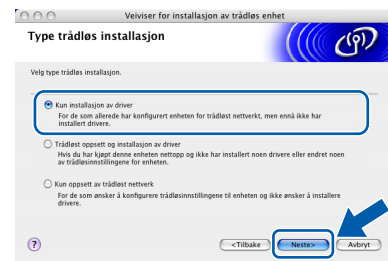 Veiviser for installasjon av trådløs enhet
Type trådløs installasjon
Velg type trådløs installasjon.
Kun installasjon av driver
For de som allerede har konfigurert enheten for trådløst nettverkt, men ennå ikke har
installert drivere.
Trådløst oppsett og installasjon av driver
Hvis du har kjøpt denne enheten nettopp og ikke har installert noen drivere eller endret noen
av trådløsinnstillingene for enheten.
Kun oppsett av trådløst nettverk
For de som ønsker å konfigurere trådløsinnstillingene til enheten og ikke ønsker å installere
drivere.
?
<Tilbake
Neste>
Avbryt